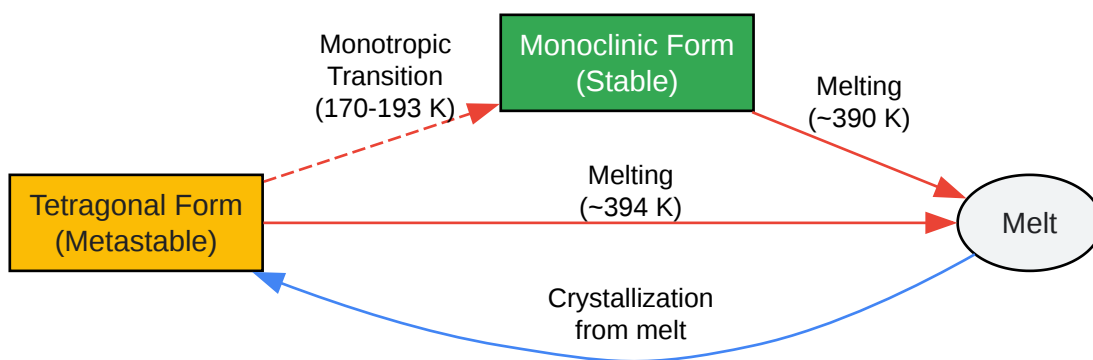 Monotropic
Transition
(170-193 K)
Monoclinic Form
(Stable)
Melting
(~390 K)
Tetragonal Form
(Metastable)
Melting
(~394 K)
Melt
Crystallization
from melt